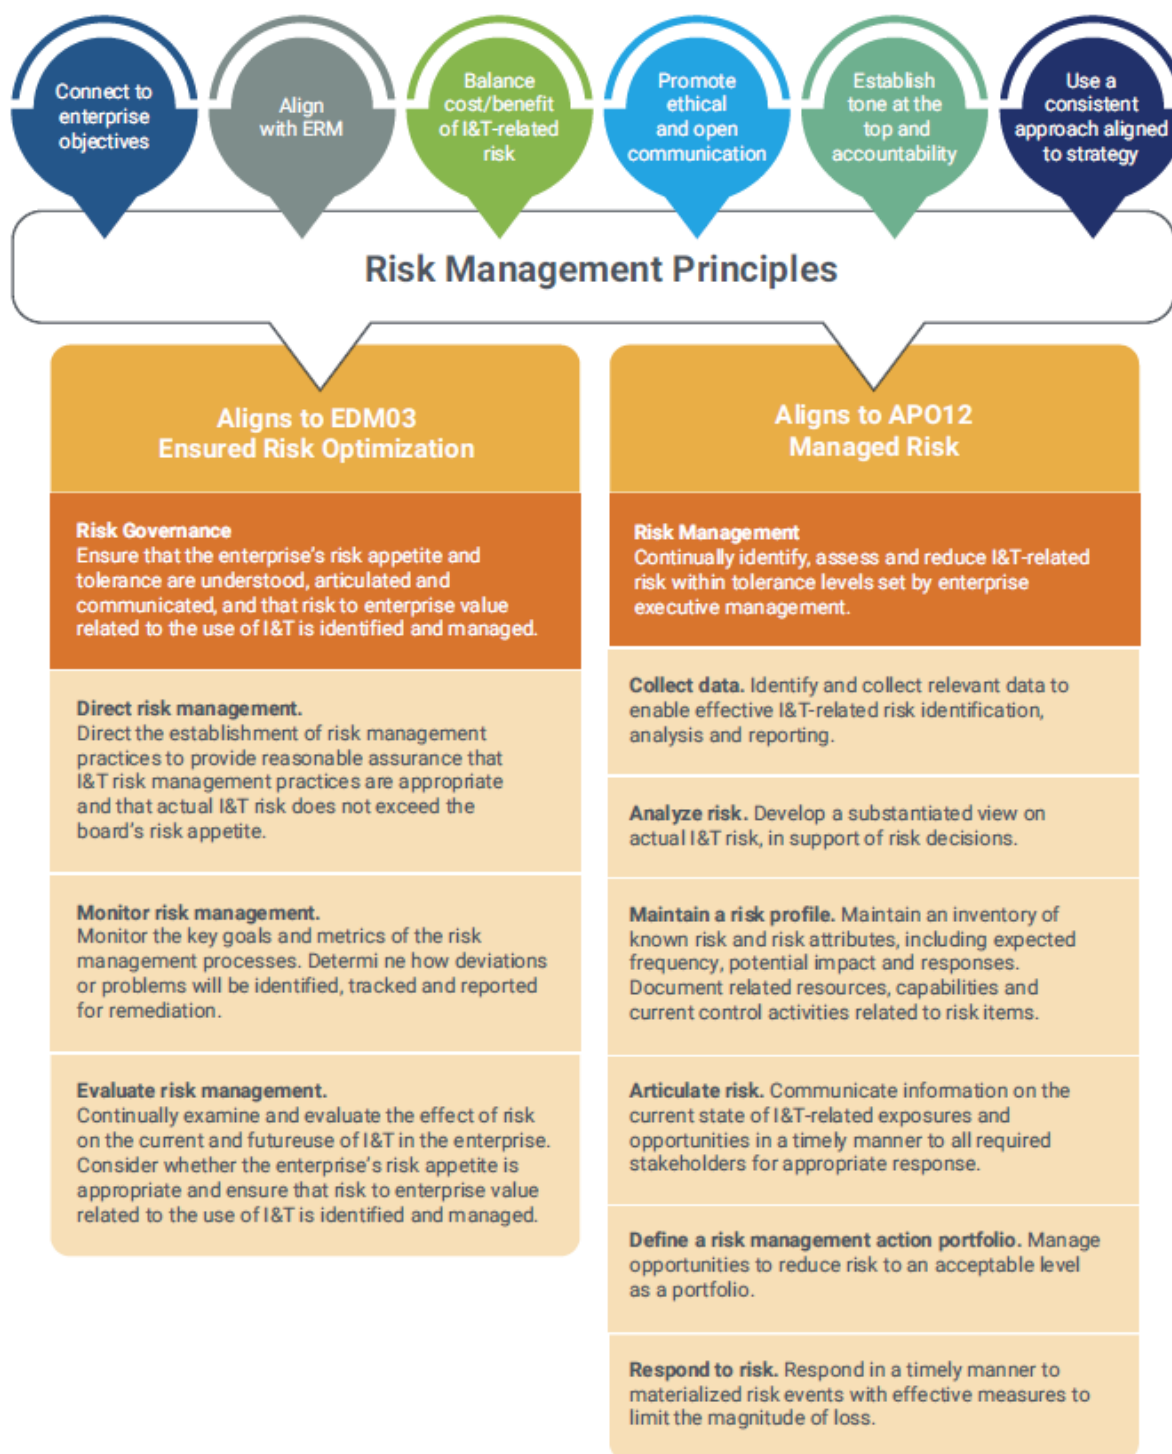 Connect to
enterprise
objectives
Align
with ERM
Balance
cost/benefit
of I&T-related
risk
Promote
ethical
and open
communication
Establish
tone at the
top and
accountability
Use a
consistent
approach aligned
to strategy
Risk Management Principles
Aligns to EDM03
Ensured Risk Optimization
Risk Governance
Ensure that the enterprise's risk appetite and
tolerance are understood, articulated and
communicated, and that risk to enterprise value
related to the use of I&T is identified and managed.
Direct risk management.
Direct the establishment of risk management
practices to provide reasonable assurance that
I&T risk management practices are appropriate
and that actual I&T risk does not exceed the
board's risk appetite.
Monitor risk management.
Monitor the key goals and metrics of the risk
management processes. Determi ne how deviations
or problems will be identified, tracked and reported
for remediation.
Evaluate risk management.
Continually examine and evaluate the effect of risk
on the current and futureuse of I&T in the enterprise.
Consider whether the enterprise's risk appetite is
appropriate and ensure that risk to enterprise value
related to the use of I&T is identified and managed.
Aligns to APO12
Managed Risk
Risk Management
Continually identify, assess and reduce I&T-related
risk within tolerance levels set by enterprise
executive management.
Collect data. Identify and collect relevant data to
enable effective I&T-related risk identification,
analysis and reporting.
Analyze risk. Develop a substantiated view on
actual I&T risk, in support of risk decisions.
Maintain a risk profile. Maintain an inventory of
known risk and risk attributes, including expected
frequency, potential impact and responses.
Document related resources, capabilities and
current control activities related to risk items.
Articulate risk. Communicate information on the
current state of I&T-related exposures and
opportunities in a timely manner to all required
stakeholders for appropriate response.
Define a risk management action portfolio. Manage
opportunities to reduce risk to an acceptable level
as a portfolio.
Respond to risk. Respond in a timely manner to
materialized risk events with effective measures to
limit the magnitude of loss.